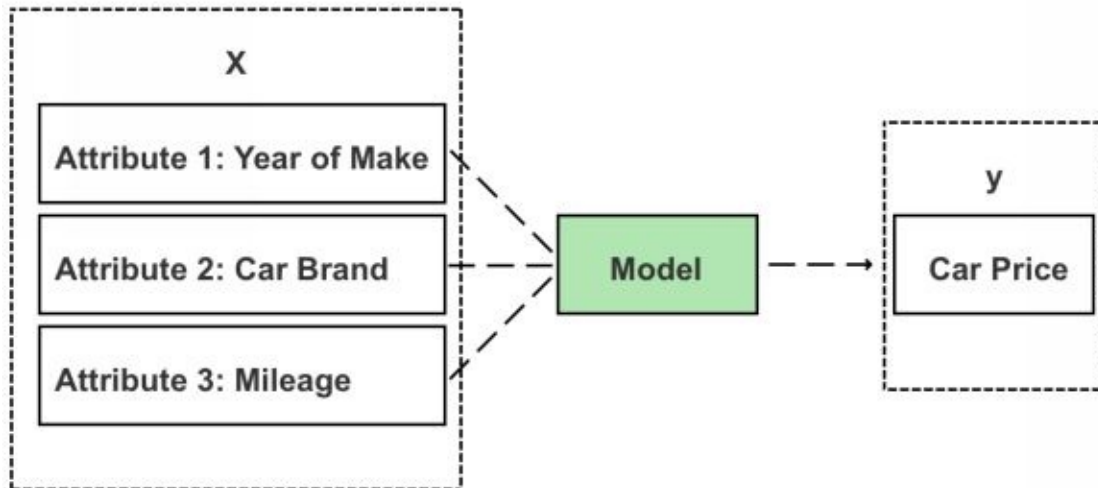 X
Attribute 1: Year of Make
Attribute 2: Car Brand
Attribute 3: Mileage
Model
y
Car Price